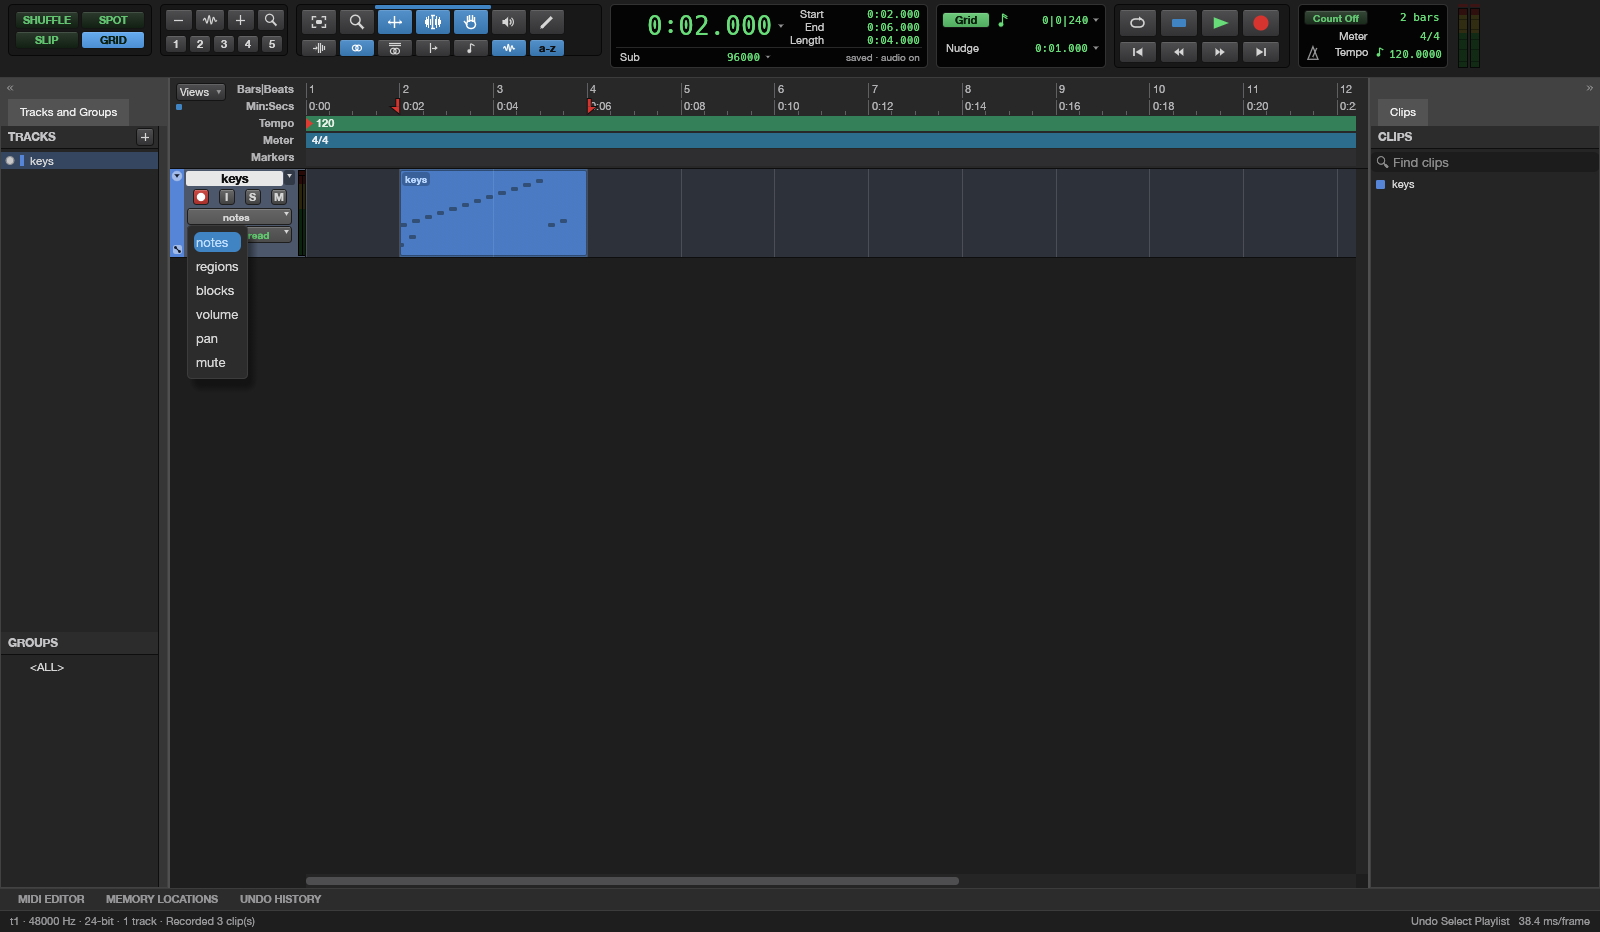 SHUFFLE SPOT
SLIP GRID
1 2 3 4 5
a-z
0:02.000
Start 0:02.000
End 0:06.000
Length 0:04.000
Sub 96000 saved · audio on
Grid 0|0|240
Nudge 0:01.000
Count Off 2 bars
Meter 4/4
Tempo 120.0000
Tracks and Groups
TRACKS
keys
GROUPS
<ALL>
Views
Bars|Beats 1 2 3 4 5 6 7 8 9 10 11 12
Min:Secs 0:00 0:02 0:04 0:06 0:08 0:10 0:12 0:14 0:16 0:18 0:20 0:2
Tempo 120
Meter 4/4
Markers
keys
I S M
notes
read
notes
regions
blocks
volume
pan
mute
keys
Clips
CLIPS
Find clips
keys
MIDI EDITOR MEMORY LOCATIONS UNDO HISTORY
t1 · 48000 Hz · 24-bit · 1 track · Recorded 3 clip(s)
Undo Select Playlist 38.4 ms/frame